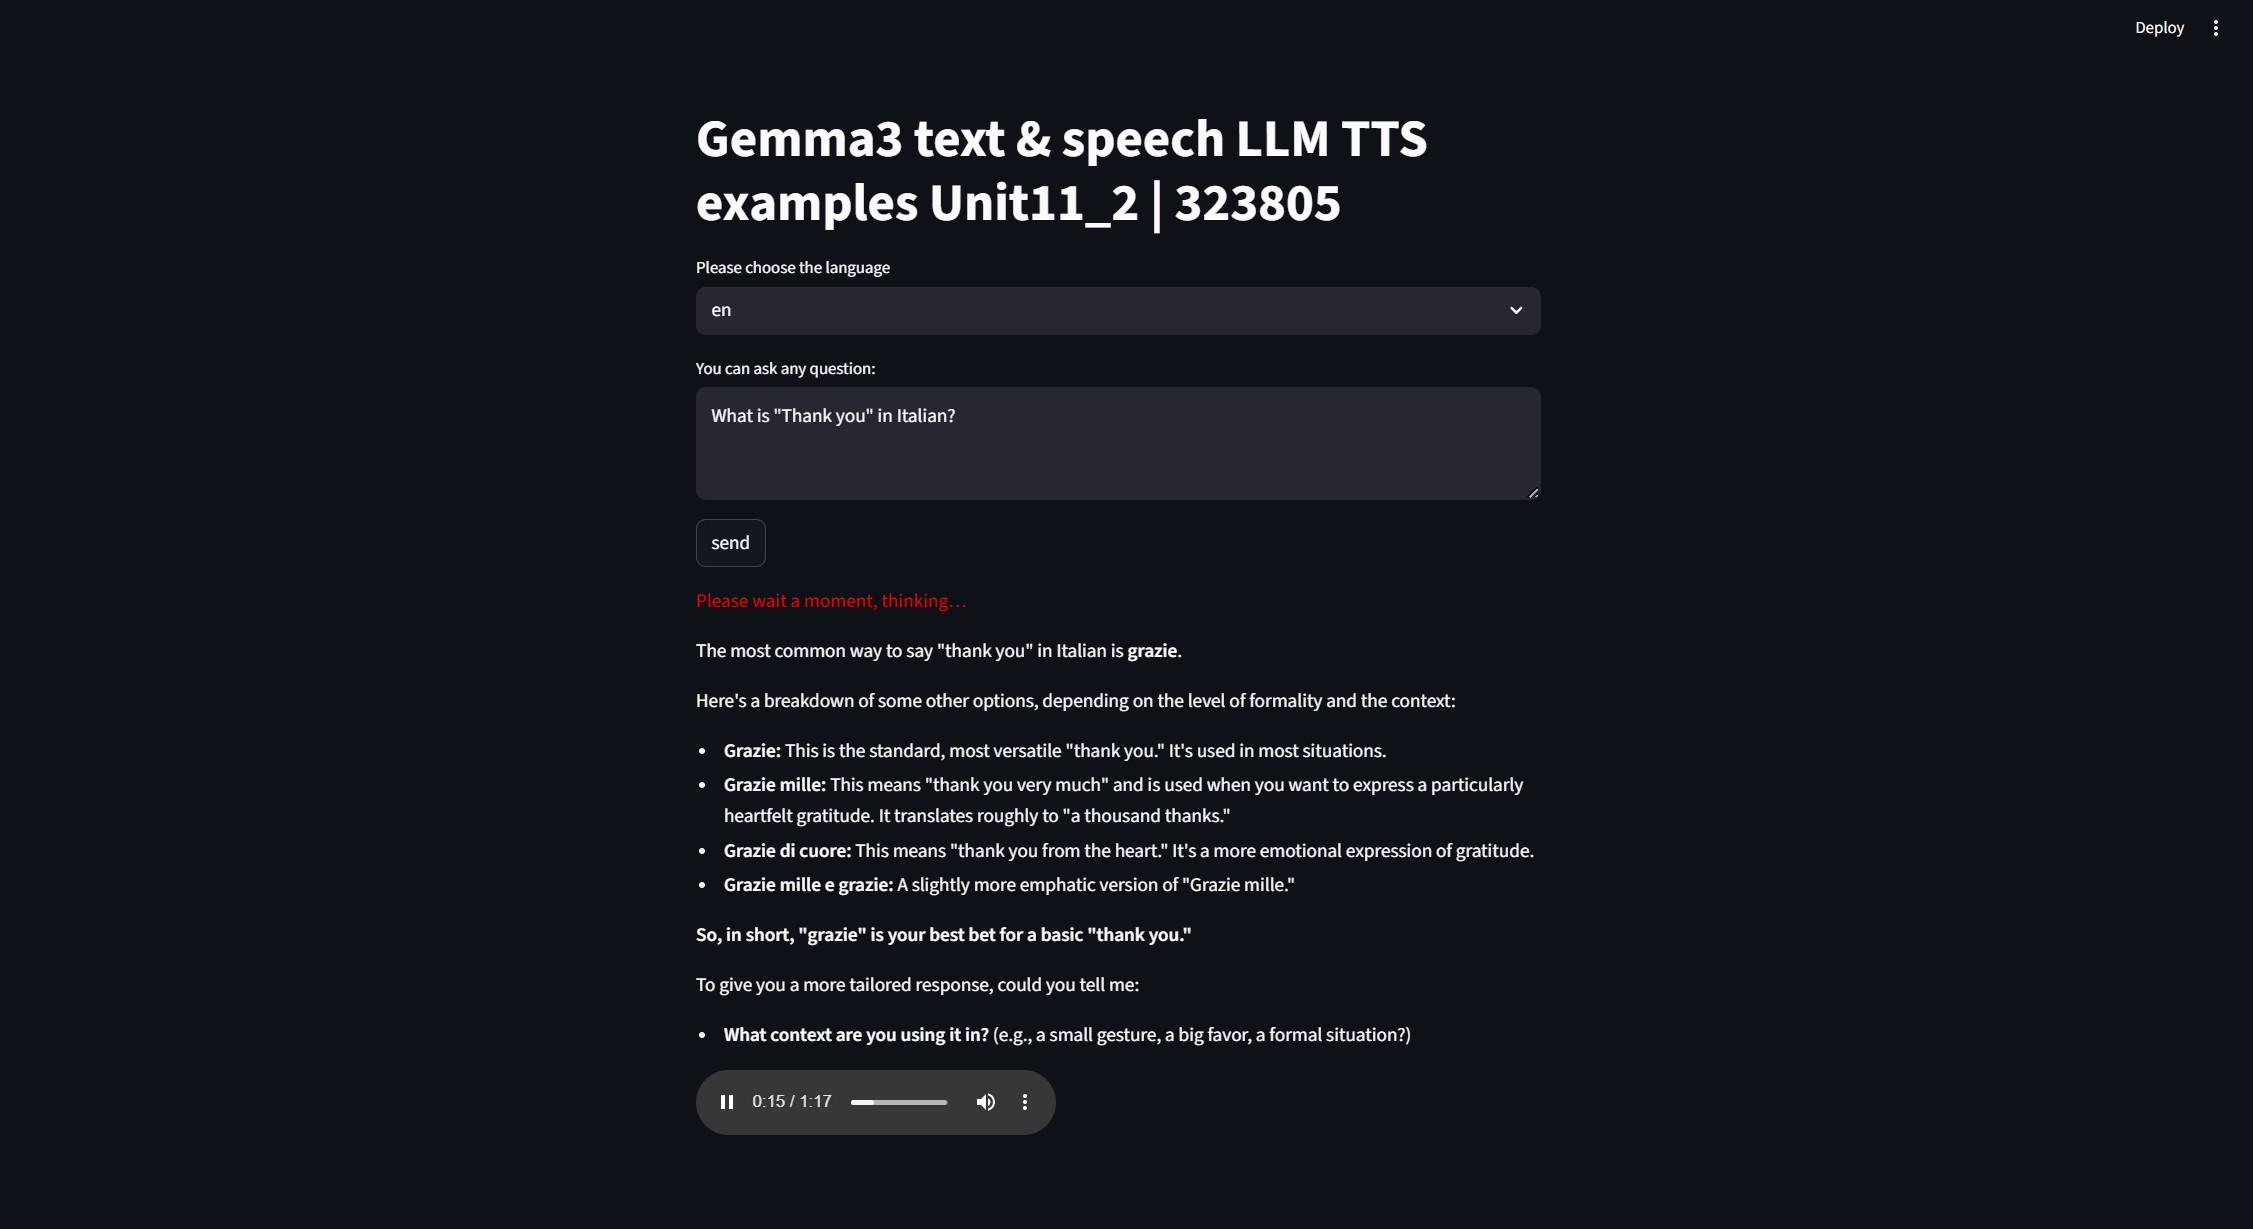 Deploy
Gemma3 text & speech LLM TTS
examples Unit11_2 | 323805
Please choose the language
en
You can ask any question:
What is "Thank you" in Italian?
send
Please wait a moment, thinking...
The most common way to say "thank you" in Italian is grazie.
Here's a breakdown of some other options, depending on the level of formality and the context:
• Grazie: This is the standard, most versatile "thank you." It's used in most situations.
• Grazie mille: This means "thank you very much" and is used when you want to express a particularly
heartfelt gratitude. It translates roughly to "a thousand thanks."
• Grazie di cuore: This means "thank you from the heart." It's a more emotional expression of gratitude.
• Grazie mille e grazie: A slightly more emphatic version of "Grazie mille."
So, in short, "grazie" is your best bet for a basic "thank you."
To give you a more tailored response, could you tell me:
• What context are you using it in? (e.g., a small gesture, a big favor, a formal situation?)
0:15 / 1:17